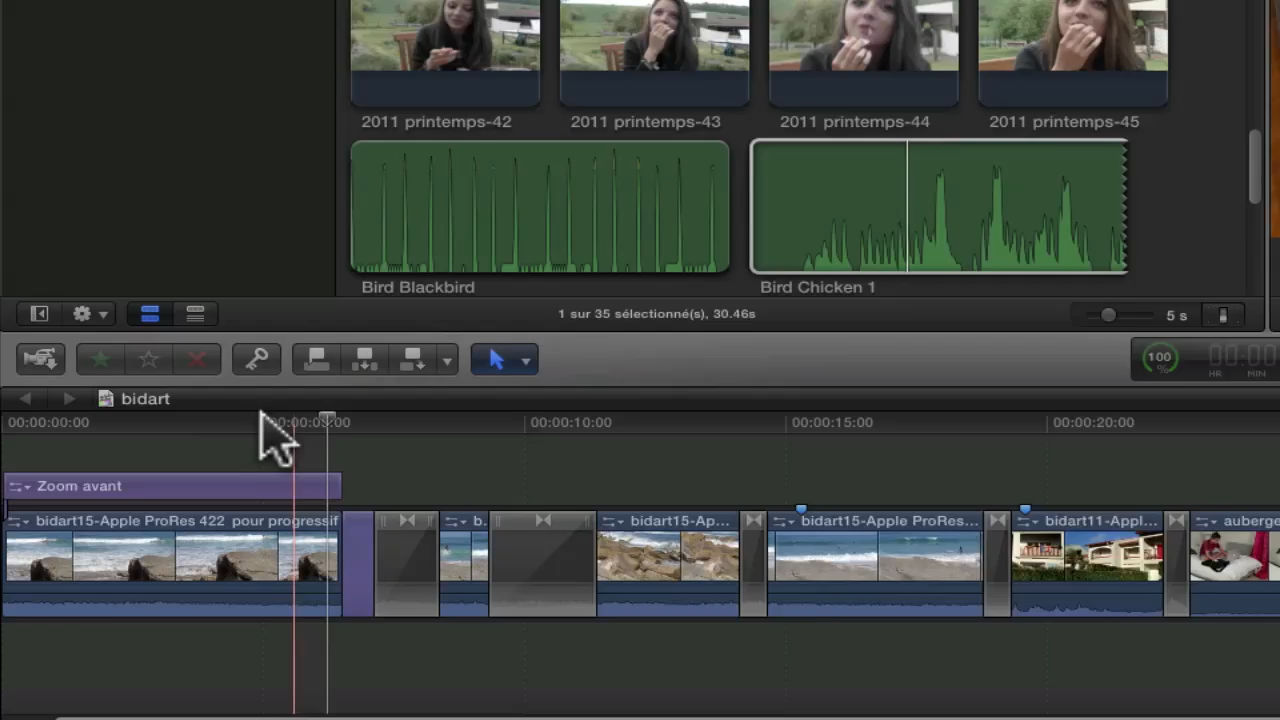 2011 printemps-42 2011 printemps-43 2011 printemps-44 2011 printemps-45
Bird Blackbird Bird Chicken 1
1 sur 35 sélectionné(s), 30.46s 5 s
100 %
HR MIN
bidart
00:00:00:00 00:00:10:00 00:00:15:00 00:00:20:00
Zoom avant
bidart15-Apple ProRes 422 pour progressif b. bidart15-Ap... bidart15-Apple ProRes... bidart11-Appl... auberge